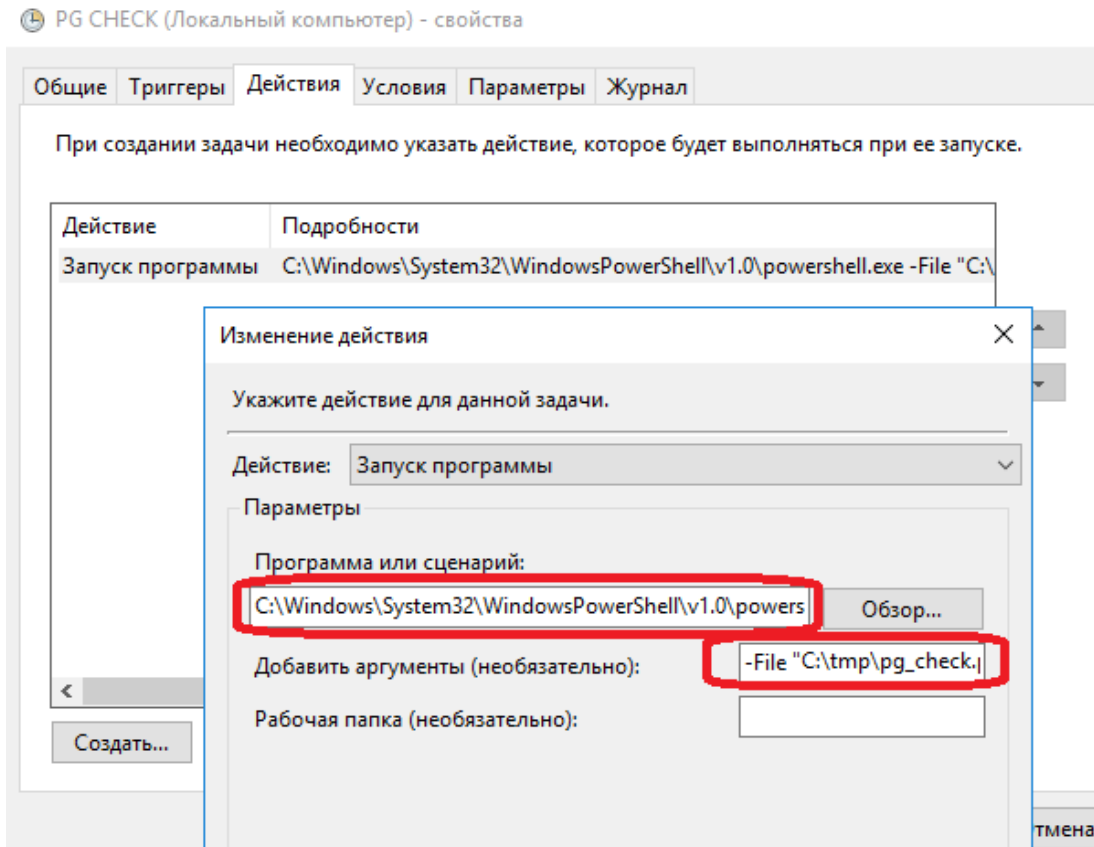 PG CHECK (Локальный компьютер) - свойства
Общие Триггеры Действия Условия Параметры Журнал
При создании задачи необходимо указать действие, которое будет выполняться при ее запуске.
Действие Подробности
Запуск программы C:\Windows\System32\WindowsPowerShell\v1.0\powershell.exe -File "C:\
Изменение действия
Укажите действие для данной задачи.
Действие: Запуск программы
Параметры
Программа или сценарий:
C:\Windows\System32\WindowsPowerShell\v1.0\powers Обзор...
Добавить аргументы (необязательно): -File "C:\tmp\pg_check.p
Рабочая папка (необязательно):
Создать...
тмена